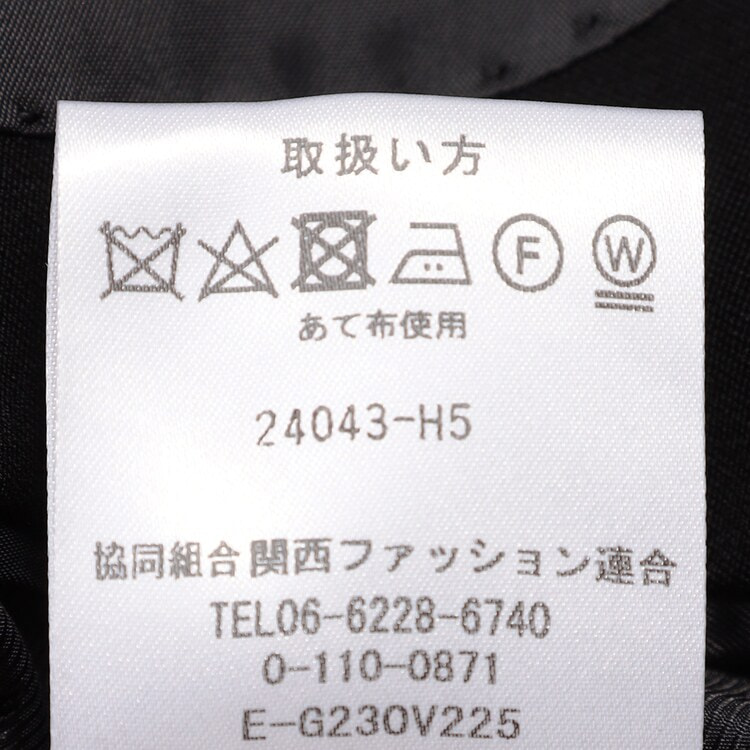 取扱い方
F W
あて布使用
24043-H5
協同組合関西ファッション連合
TEL06-6228-6740
0-110-0871
E-G230V225